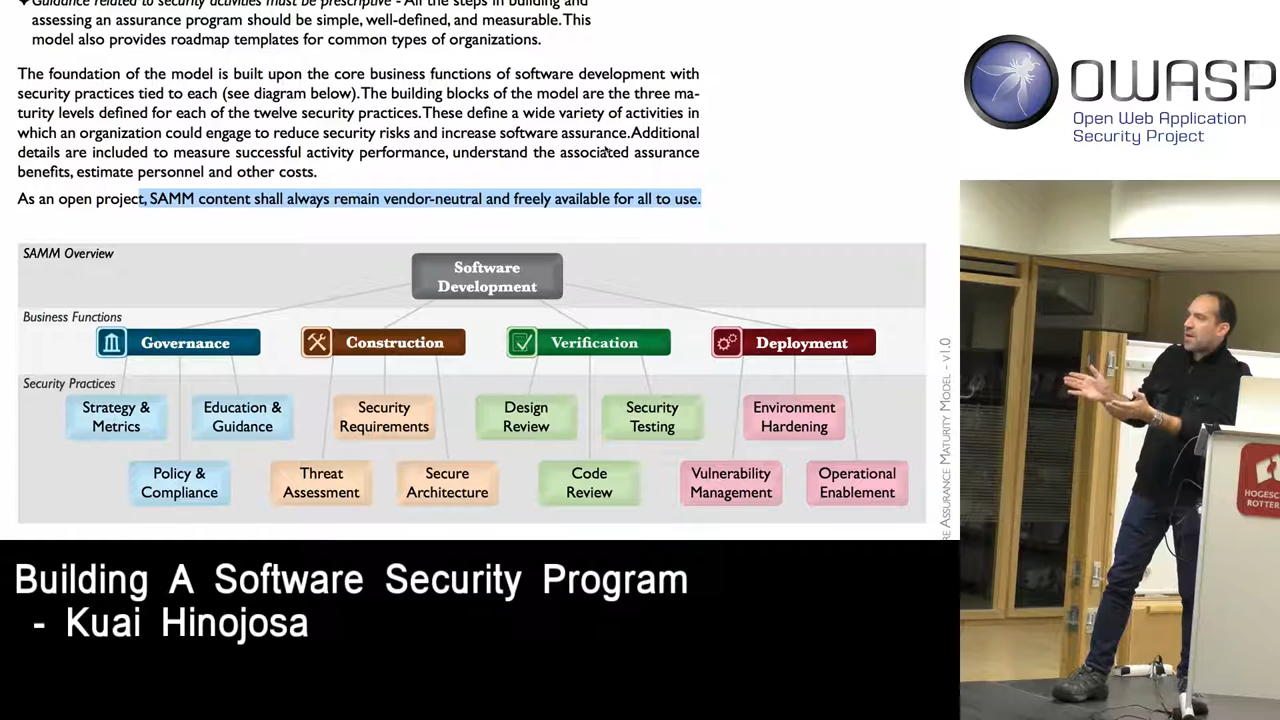 Guidance related to security activities must be prescriptive - All the steps in building and
assessing an assurance program should be simple, well-defined, and measurable. This
model also provides roadmap templates for common types of organizations.
The foundation of the model is built upon the core business functions of software development with
security practices tied to each (see diagram below). The building blocks of the model are the three ma-
turity levels defined for each of the twelve security practices. These define a wide variety of activities in
which an organization could engage to reduce security risks and increase software assurance. Additional
details are included to measure successful activity performance, understand the associated assurance
benefits, estimate personnel and other costs.
As an open project, SAMM content shall always remain vendor-neutral and freely available for all to use.
SAMM Overview
Software
Development
Business Functions
Governance
Construction
Verification
Deployment
Security Practices
Strategy &
Metrics
Education &
Guidance
Security
Requirements
Design
Review
Security
Testing
Environment
Hardening
Policy &
Compliance
Threat
Assessment
Secure
Architecture
Code
Review
Vulnerability
Management
Operational
Enablement
RE ASSURANCE MATURITY MODEL - v1.0
OWASP
Open Web Application
Security Project
HOGESC
ROTTER
Building A Software Security Program
- Kuai Hinojosa